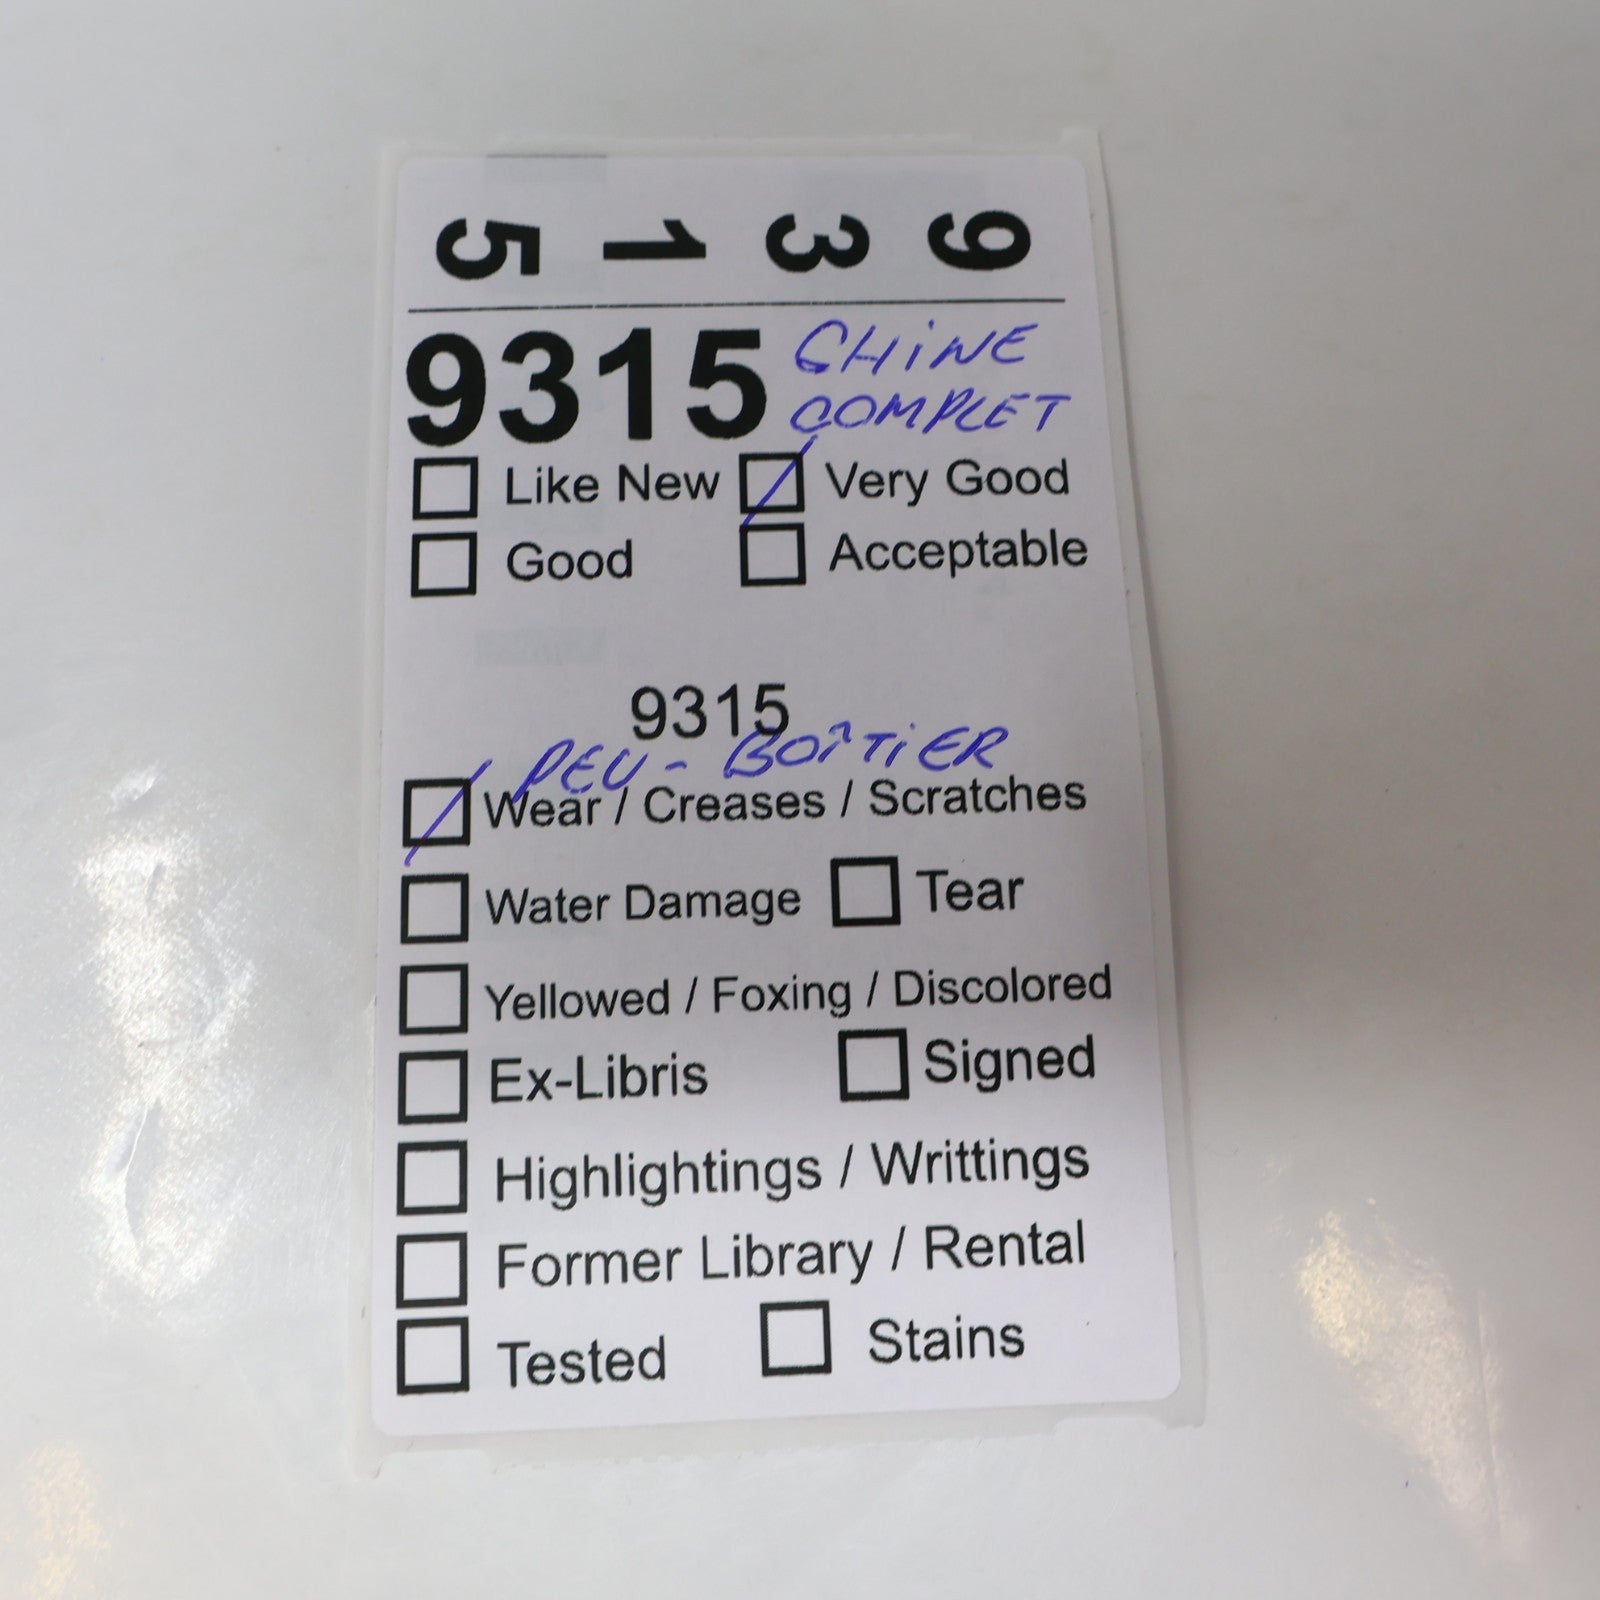 9 3 1 5
9315 CHINE
COMPLET
Like New Very Good
Good Acceptable
9315
PEU - BOÎTIER
Wear / Creases / Scratches
Water Damage Tear
Yellowed / Foxing / Discolored
Ex-Libris Signed
Highlightings / Writtings
Former Library / Rental
Tested Stains